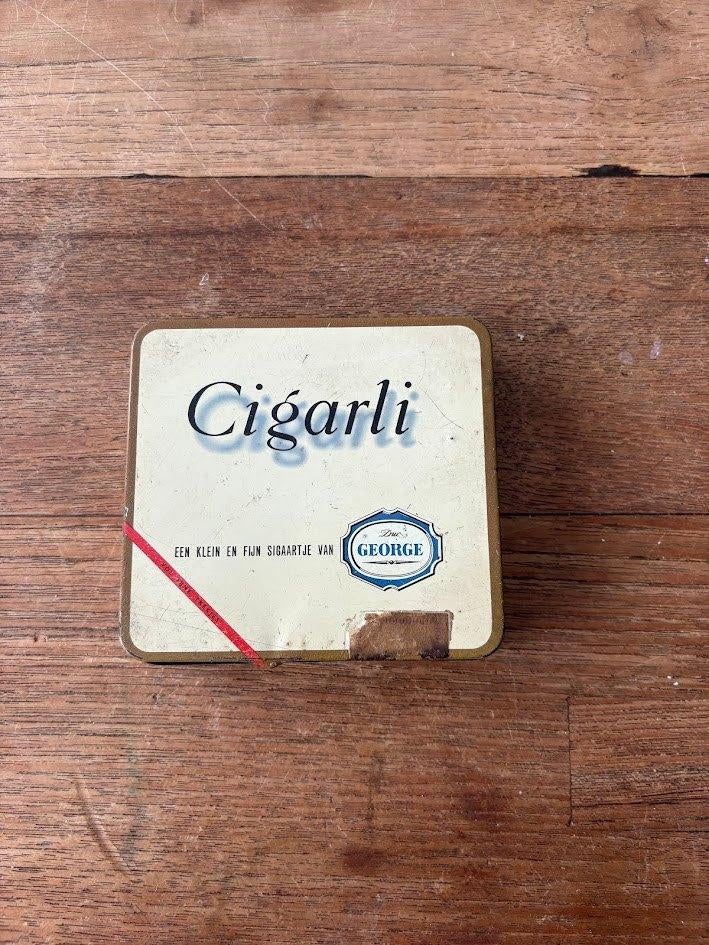 Cigarli
EEN KLEIN EN FIJN SIGAARTJE VAN
Duc
GEORGE